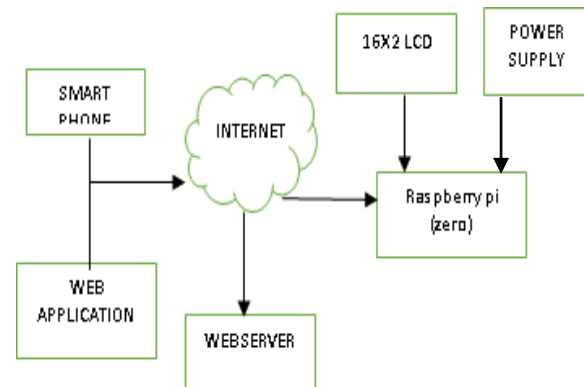 16X2 LCD
POWER
SUPPLY
SMART
PHONE
INTERNET
Raspberry pi
(zero)
WEB
APPLICATION
WEBSERVER